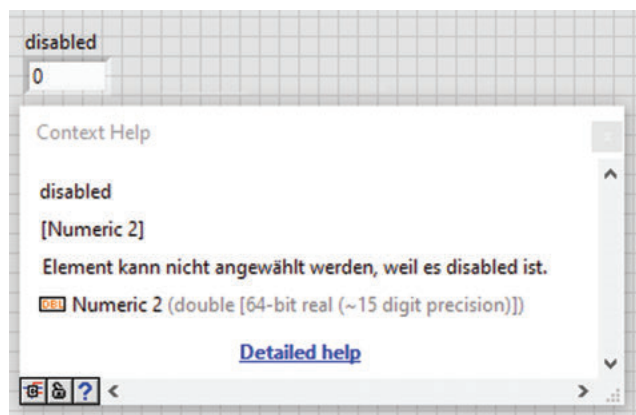 disabled
0
Context Help
disabled
[Numeric 2]
Element kann nicht angewählt werden, weil es disabled ist.
DBL Numeric 2 (double [64-bit real (~15 digit precision)])
Detailed help
?